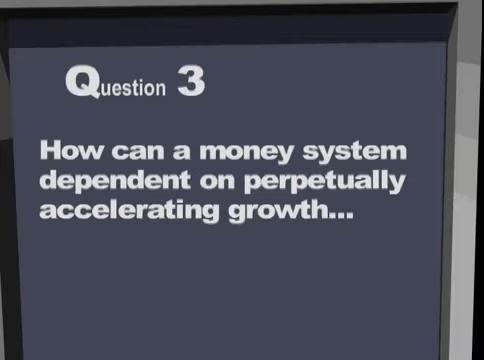 Question 3
How can a money system
dependent on perpetually
accelerating growth...